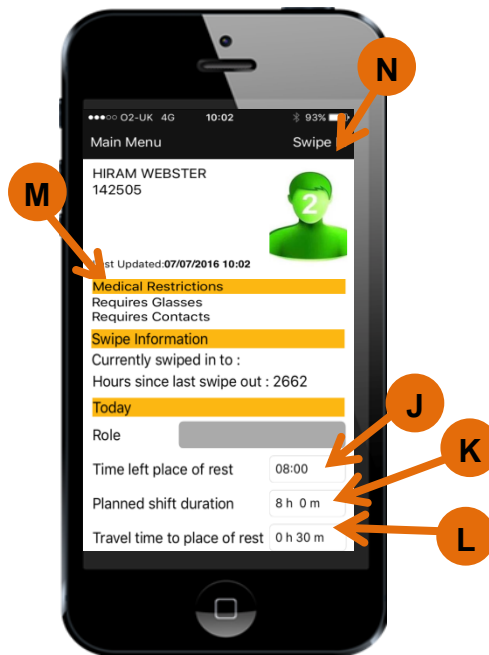 N
●●●○○ O2-UK 4G 10:02 93%
Main Menu Swipe
HIRAM WEBSTER
142505
2
M
Last Updated:07/07/2016 10:02
Medical Restrictions
Requires Glasses
Requires Contacts
Swipe Information
Currently swiped in to :
Hours since last swipe out : 2662
Today
J
Role
Time left place of rest 08:00
K
Planned shift duration 8 h 0 m
Travel time to place of rest 0 h 30 m
L